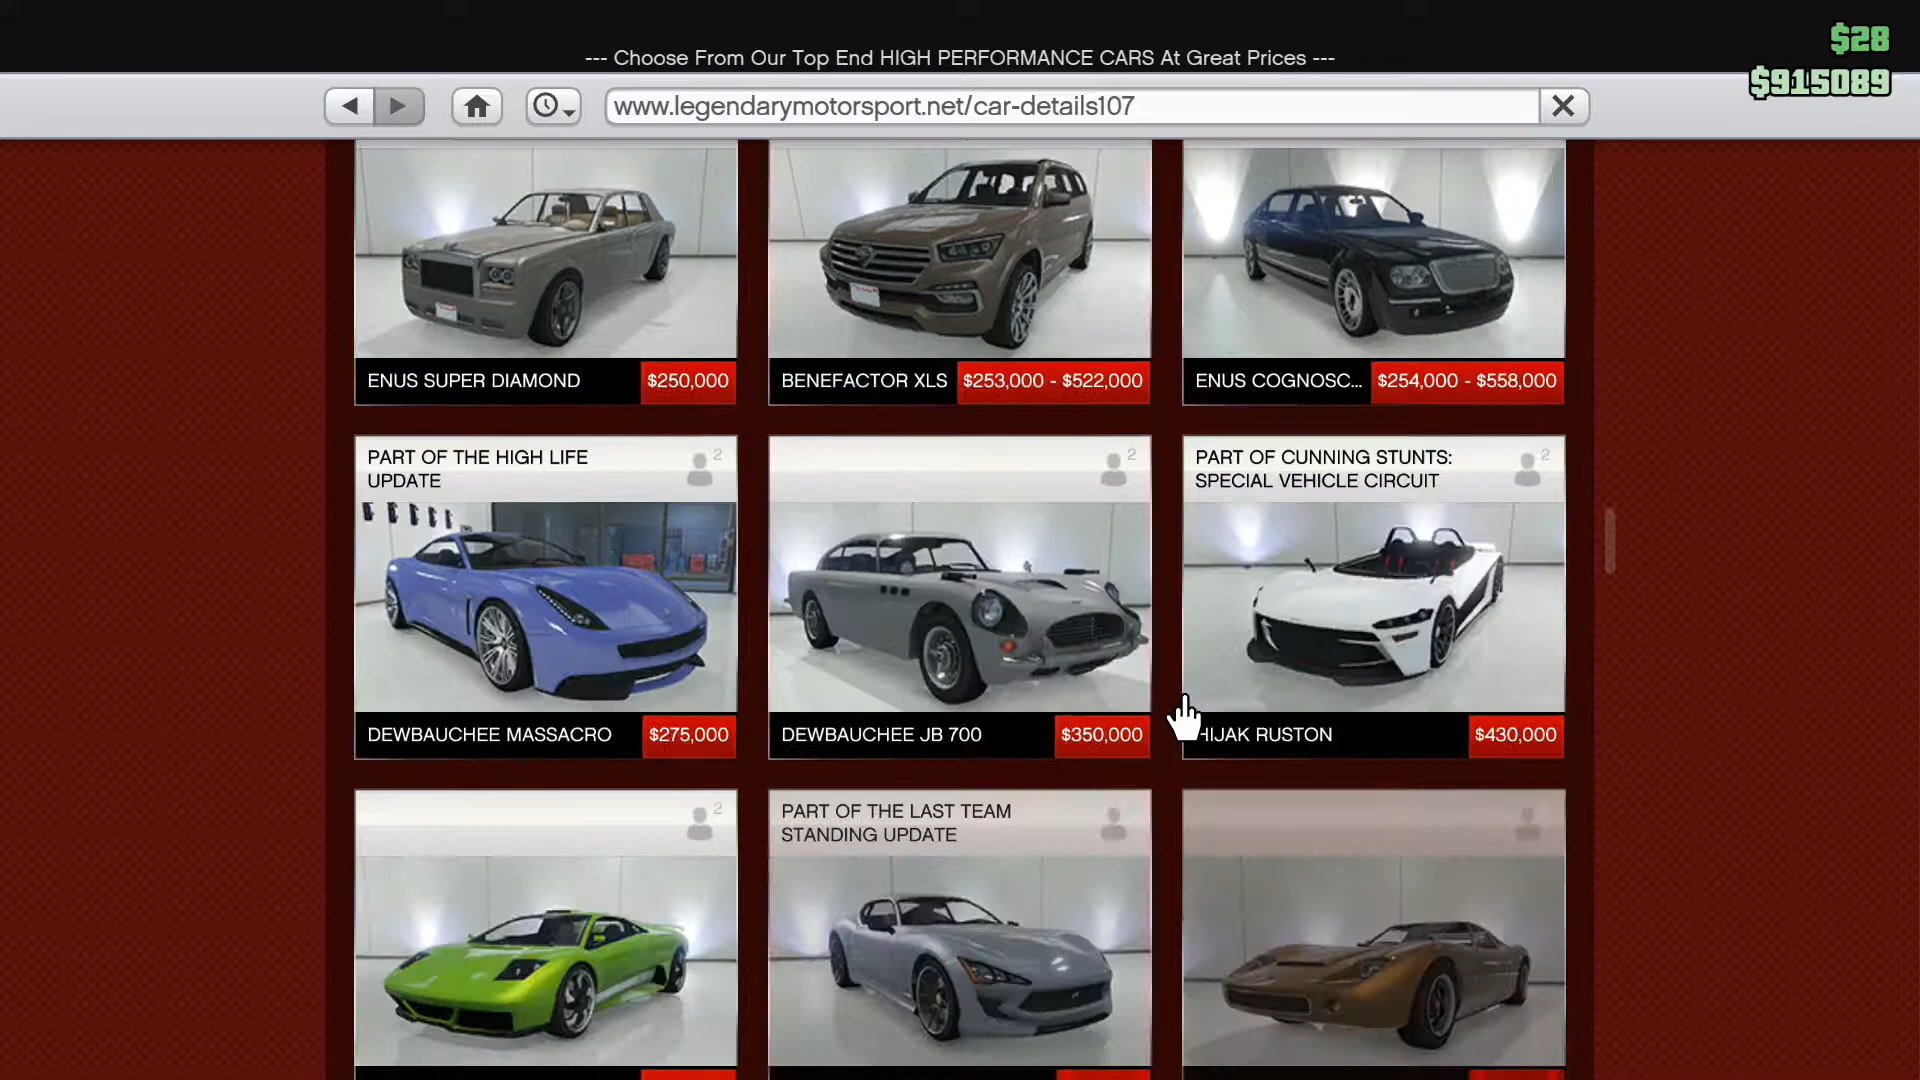 --- Choose From Our Top End HIGH PERFORMANCE CARS At Great Prices ---
$28
$915089
www.legendarymotorsport.net/car-details107
ENUS SUPER DIAMOND
$250,000
BENEFACTOR XLS
$253,000 - $522,000
ENUS COGNOSC...
$254,000 - $558,000
PART OF THE HIGH LIFE
UPDATE
2
2
PART OF CUNNING STUNTS:
SPECIAL VEHICLE CIRCUIT
2
DEWBAUCHEE MASSACRO
$275,000
DEWBAUCHEE JB 700
$350,000
HIJAK RUSTON
$430,000
2
PART OF THE LAST TEAM
STANDING UPDATE